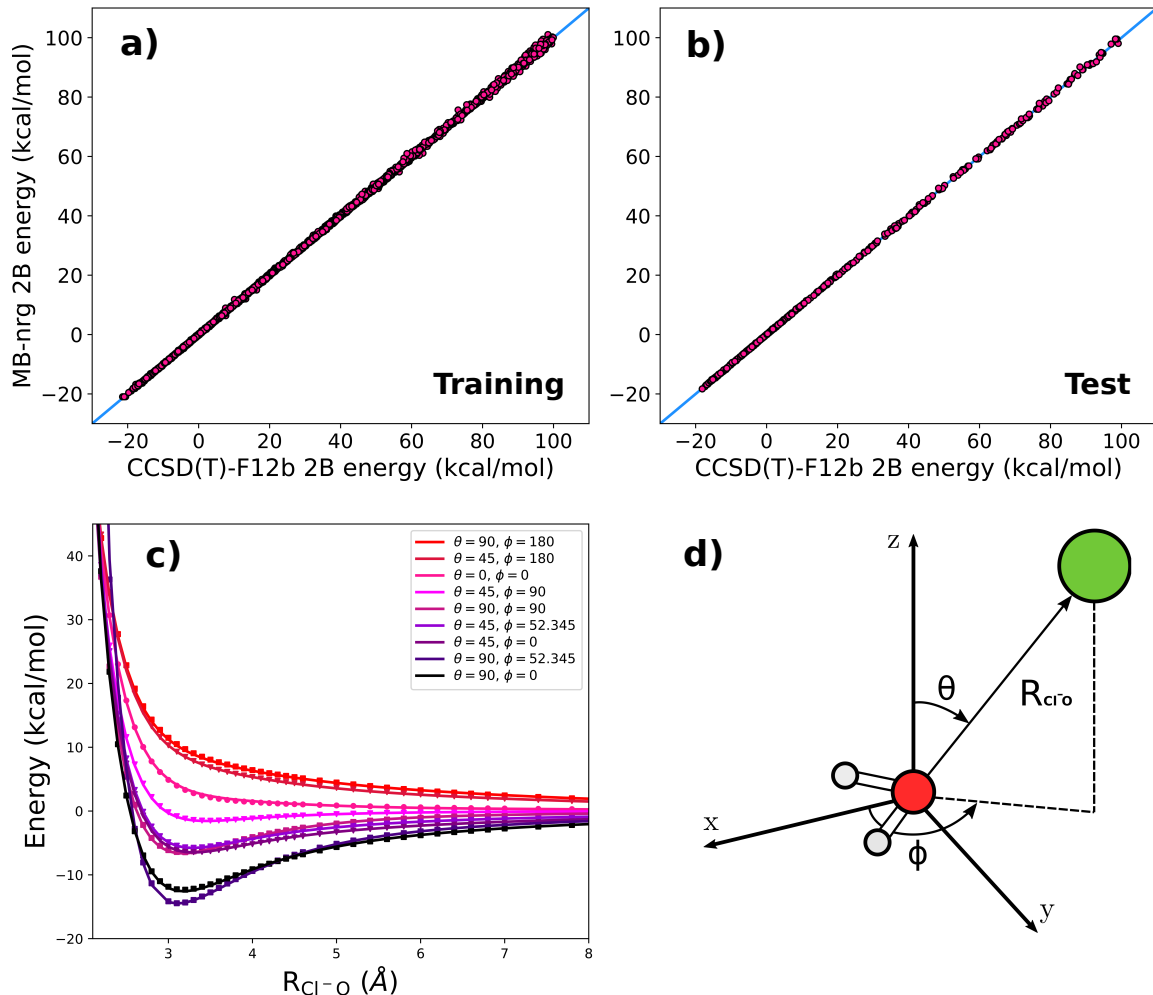 a)
MB-nrg 2B energy (kcal/mol)
100
80
60
40
20
0
−20
Training
−20 0 20 40 60 80 100
CCSD(T)-F12b 2B energy (kcal/mol)
b)
100
80
60
40
20
0
−20
Test
−20 0 20 40 60 80 100
CCSD(T)-F12b 2B energy (kcal/mol)
c)
Energy (kcal/mol)
40
30
20
10
0
−10
−20
θ = 90, ϕ = 180
θ = 45, ϕ = 180
θ = 0, ϕ = 0
θ = 45, ϕ = 90
θ = 90, ϕ = 90
θ = 45, ϕ = 52.345
θ = 45, ϕ = 0
θ = 90, ϕ = 52.345
θ = 90, ϕ = 0
3 4 5 6 7 8
R_Cl⁻O (Å)
d)
z
θ
R_Cl⁻O
x
ϕ
y